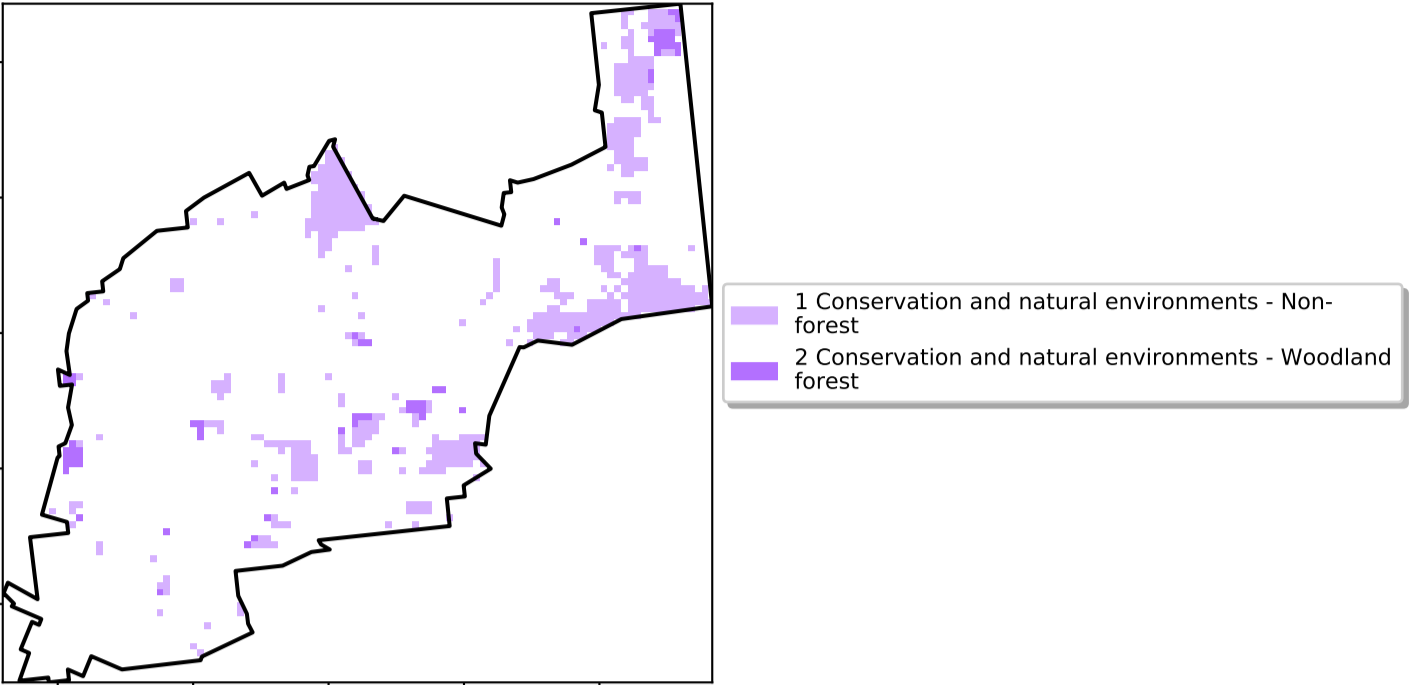 1 Conservation and natural environments - Non-
forest
2 Conservation and natural environments - Woodland
forest